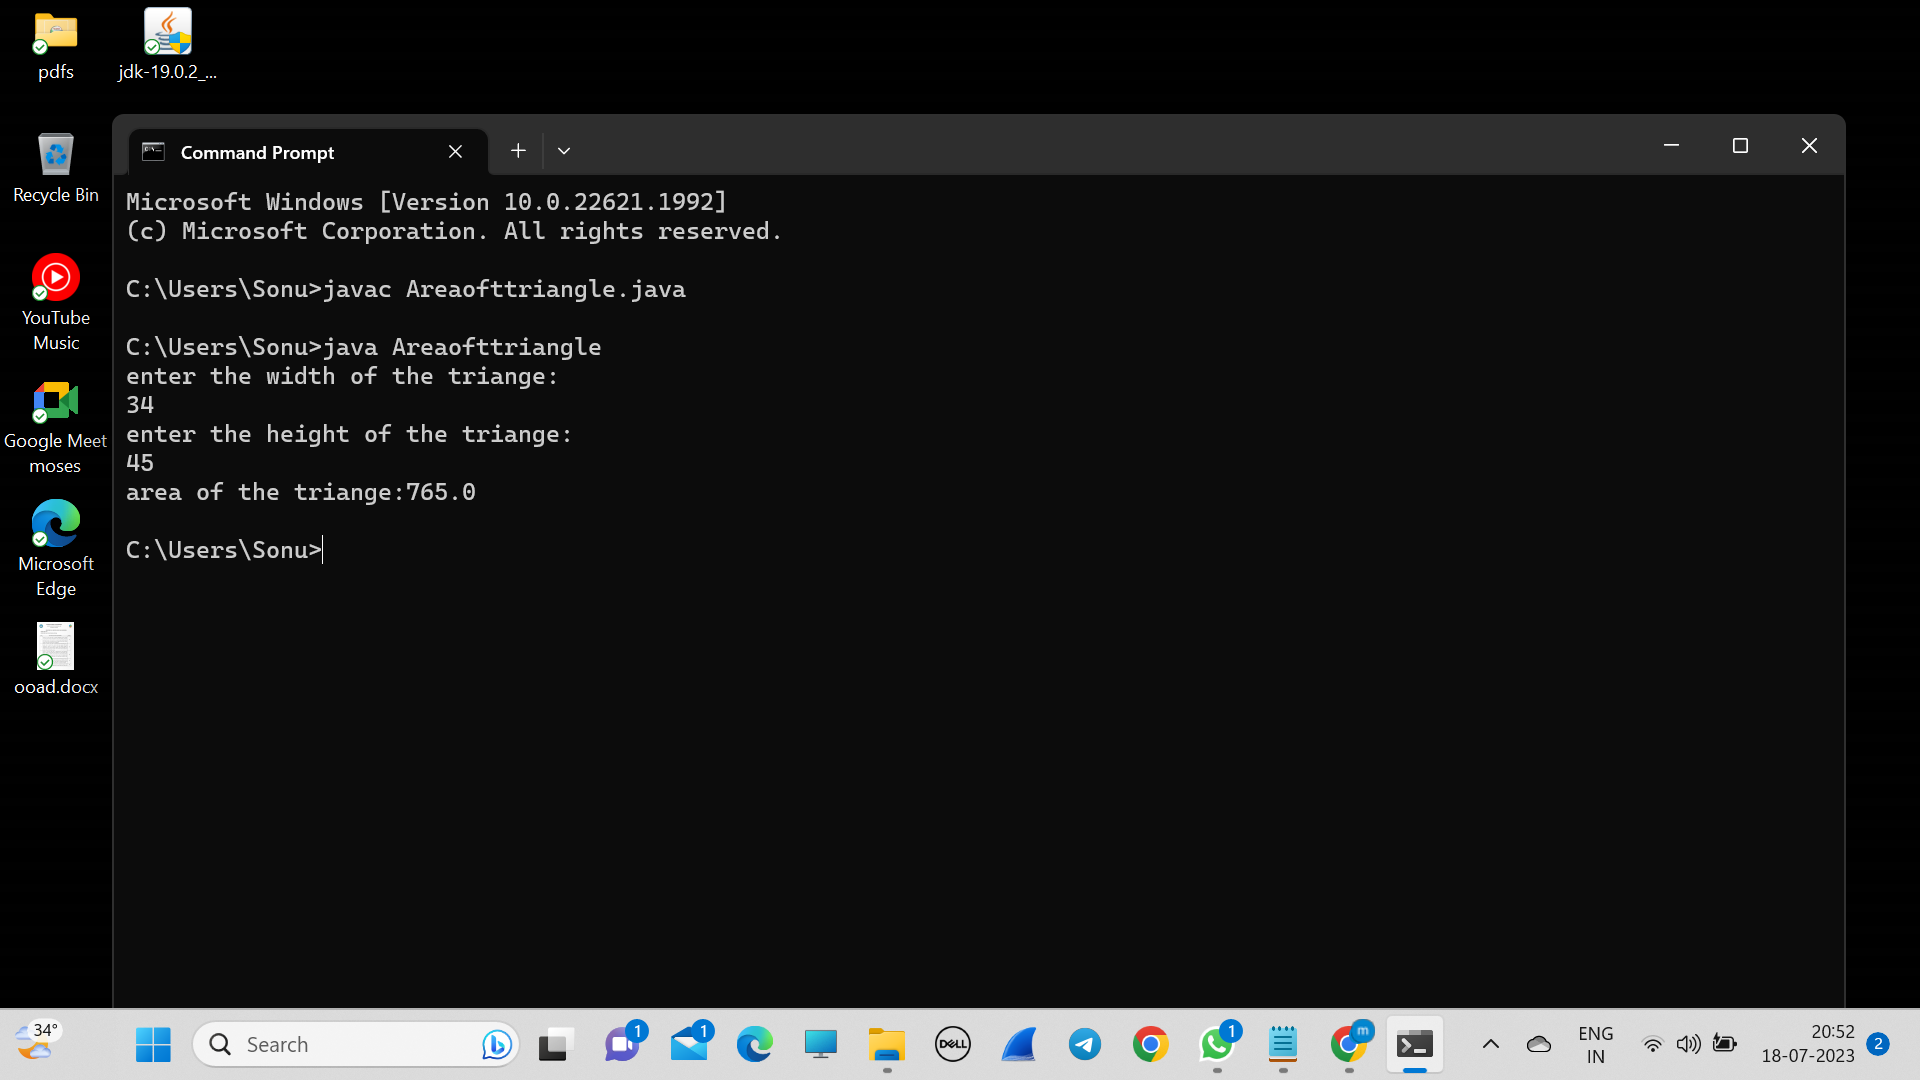 pdfs
jdk-19.0.2_...
Recycle Bin
YouTube
Music
Google Meet
moses
Microsoft
Edge
ooad.docx
Command Prompt
Microsoft Windows [Version 10.0.22621.1992]
(c) Microsoft Corporation. All rights reserved.
C:\Users\Sonu>javac Areaofttriangle.java
C:\Users\Sonu>java Areaofttriangle
enter the width of the triange:
34
enter the height of the triange:
45
area of the triange:765.0
C:\Users\Sonu>
34°
Search
1
1
DELL
1
m
ENG
IN
20:52
18-07-2023
2